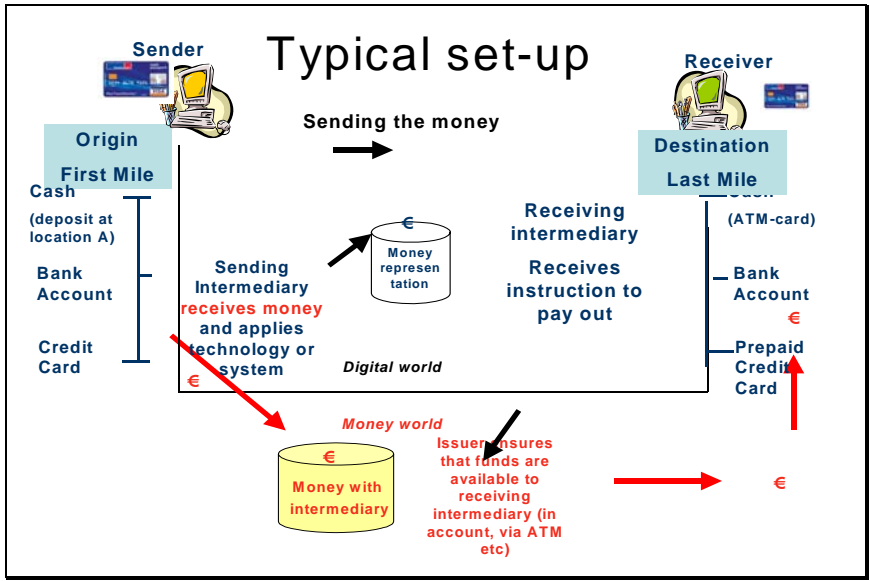 Typical set-up
Sender
Receiver
Sending the money
Origin
First Mile
Destination
Last Mile
Cash
(deposit at
location A)
Bank
Account
Credit
Card
Sending
Intermediary
receives money
and applies
technology or
system
€
€
Money
represen
tation
Receiving
intermediary
Receives
instruction to
pay out
Digital world
Cash
(ATM-card)
Bank
Account
€
Prepaid
Credit
Card
Money world
€
Money with
intermediary
Issuer ensures
that funds are
available to
receiving
intermediary (in
account, via ATM
etc)
€